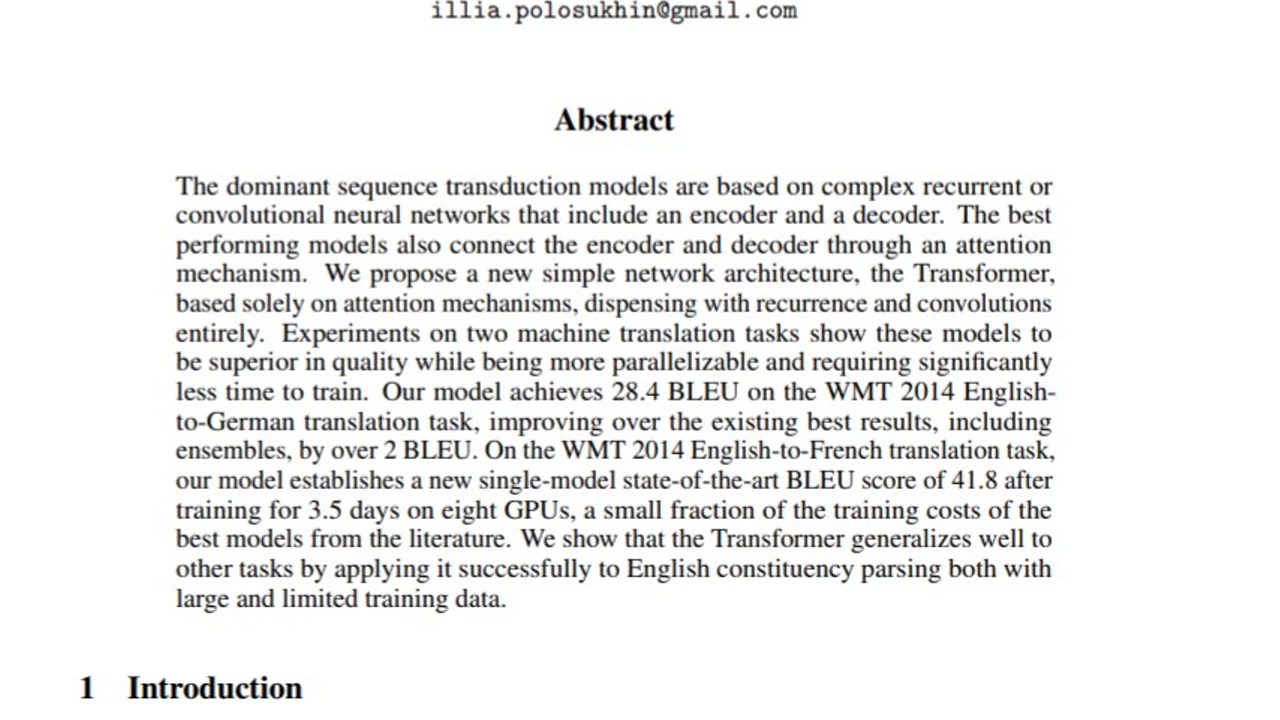 illia.polosukhin@gmail.com
Abstract
The dominant sequence transduction models are based on complex recurrent or
convolutional neural networks that include an encoder and a decoder. The best
performing models also connect the encoder and decoder through an attention
mechanism. We propose a new simple network architecture, the Transformer,
based solely on attention mechanisms, dispensing with recurrence and convolutions
entirely. Experiments on two machine translation tasks show these models to
be superior in quality while being more parallelizable and requiring significantly
less time to train. Our model achieves 28.4 BLEU on the WMT 2014 English-
to-German translation task, improving over the existing best results, including
ensembles, by over 2 BLEU. On the WMT 2014 English-to-French translation task,
our model establishes a new single-model state-of-the-art BLEU score of 41.8 after
training for 3.5 days on eight GPUs, a small fraction of the training costs of the
best models from the literature. We show that the Transformer generalizes well to
other tasks by applying it successfully to English constituency parsing both with
large and limited training data.
1 Introduction